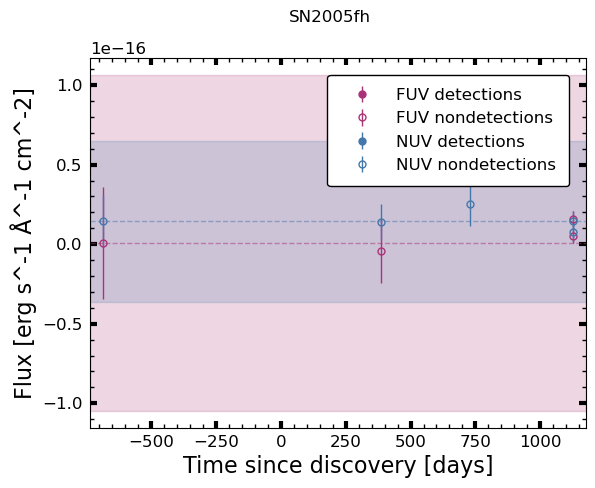 SN2005fh
1e−16
FUV detections
FUV nondetections
NUV detections
NUV nondetections
1.0
0.5
0.0
−0.5
−1.0
Flux [erg s^-1 Å^-1 cm^-2]
−500 −250 0 250 500 750 1000
Time since discovery [days]